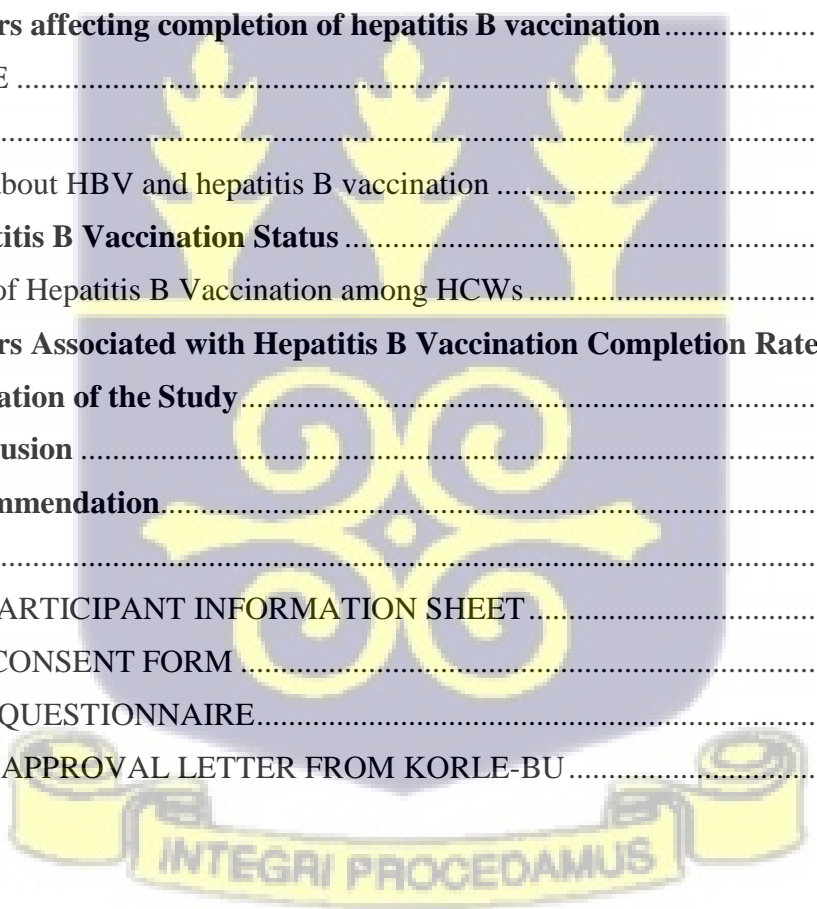 rs affecting completion of hepatitis B vaccination ........................
E ........................
........................
about HBV and hepatitis B vaccination ........................
titis B Vaccination Status ........................
of Hepatitis B Vaccination among HCWs ........................
rs Associated with Hepatitis B Vaccination Completion Rate
ation of the Study ........................
usion ........................
mmendation ........................
........................
ARTICIPANT INFORMATION SHEET ........................
CONSENT FORM ........................
QUESTIONNAIRE ........................
APPROVAL LETTER FROM KORLE-BU ........................
INTEGRI PROCEDAMUS